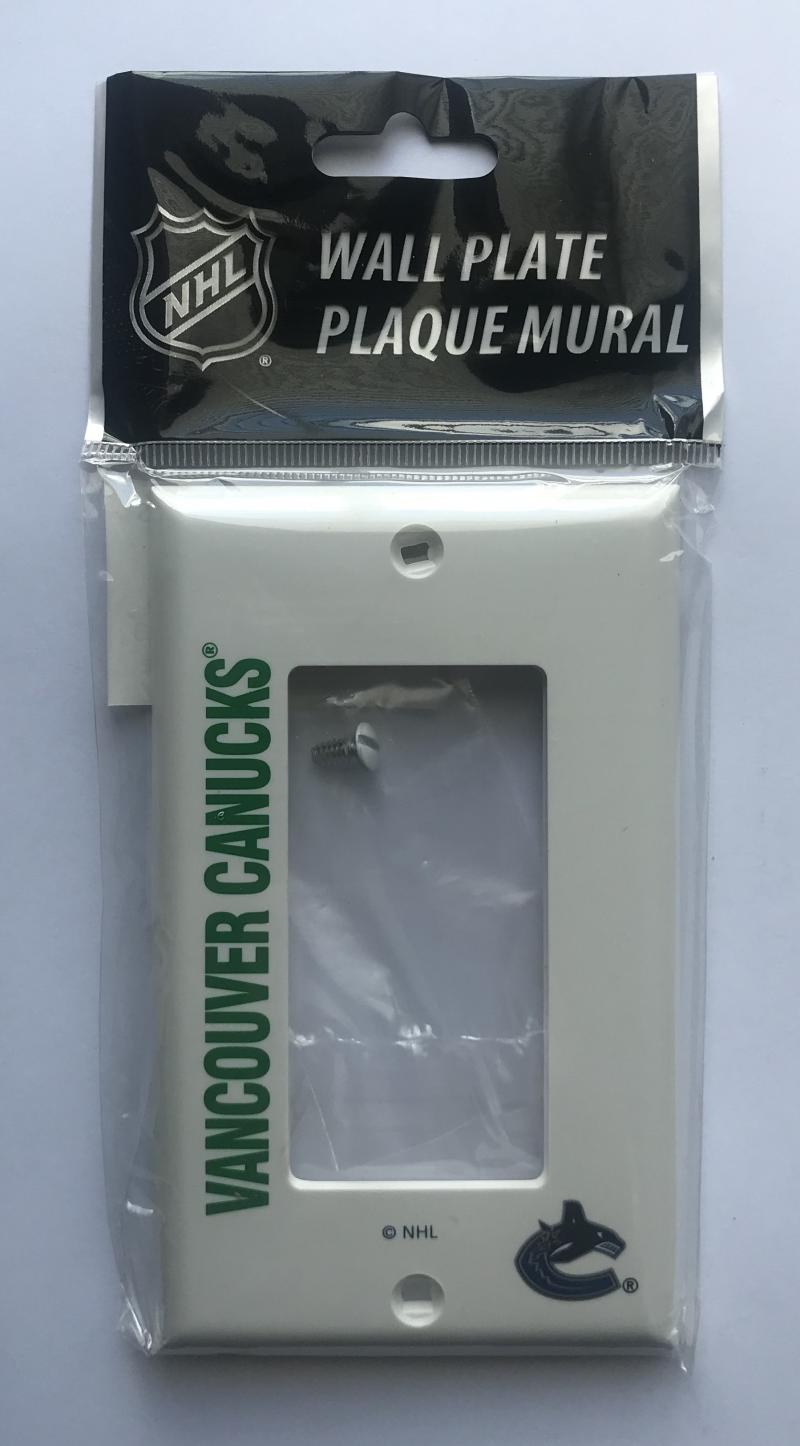 NHL
®
WALL PLATE
PLAQUE MURAL
VANCOUVER CANUCKS®
© NHL
®